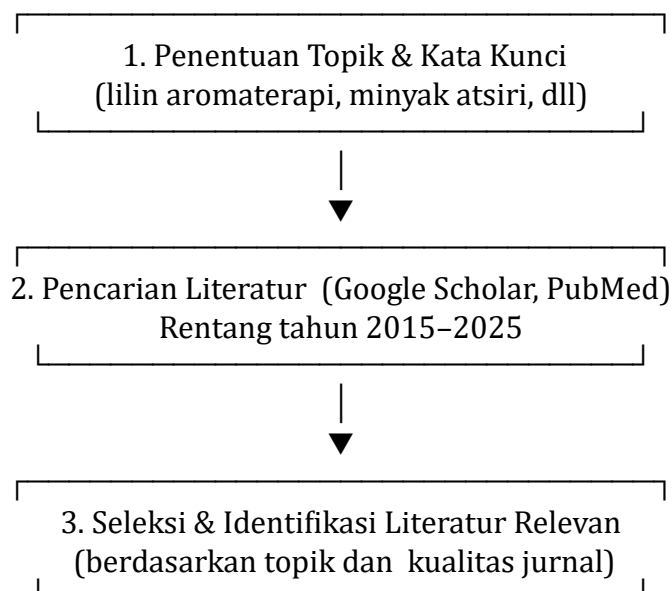 1. Penentuan Topik & Kata Kunci
(lilin aromaterapi, minyak atsiri, dll)
2. Pencarian Literatur (Google Scholar, PubMed)
Rentang tahun 2015–2025
3. Seleksi & Identifikasi Literatur Relevan
(berdasarkan topik dan kualitas jurnal)